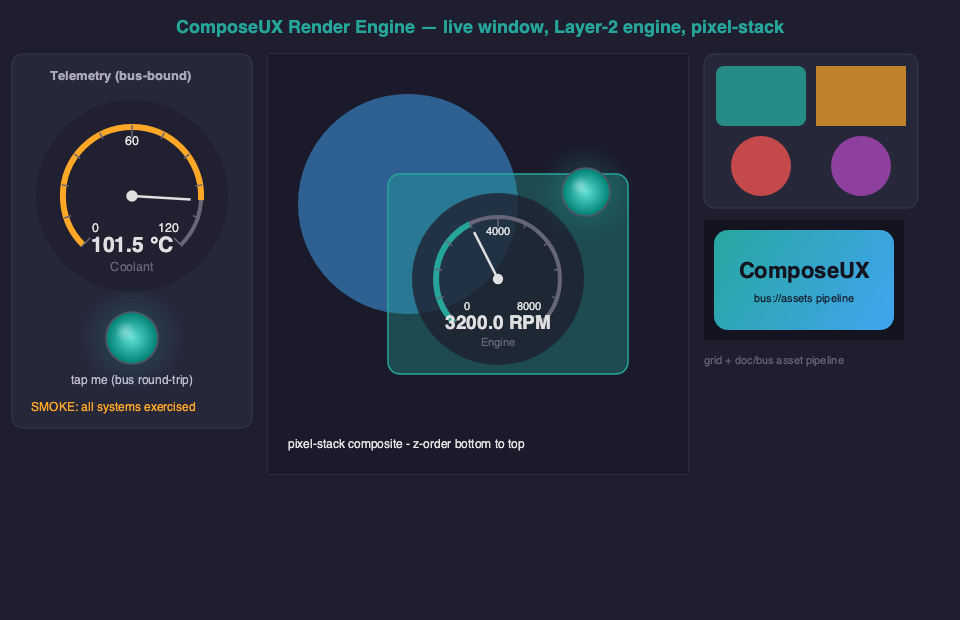 ComposeUX Render Engine — live window, Layer-2 engine, pixel-stack
Telemetry (bus-bound)
60
0 120
101.5 °C
Coolant
tap me (bus round-trip)
SMOKE: all systems exercised
4000
0 8000
3200.0 RPM
Engine
pixel-stack composite - z-order bottom to top
ComposeUX
bus://assets pipeline
grid + doc/bus asset pipeline